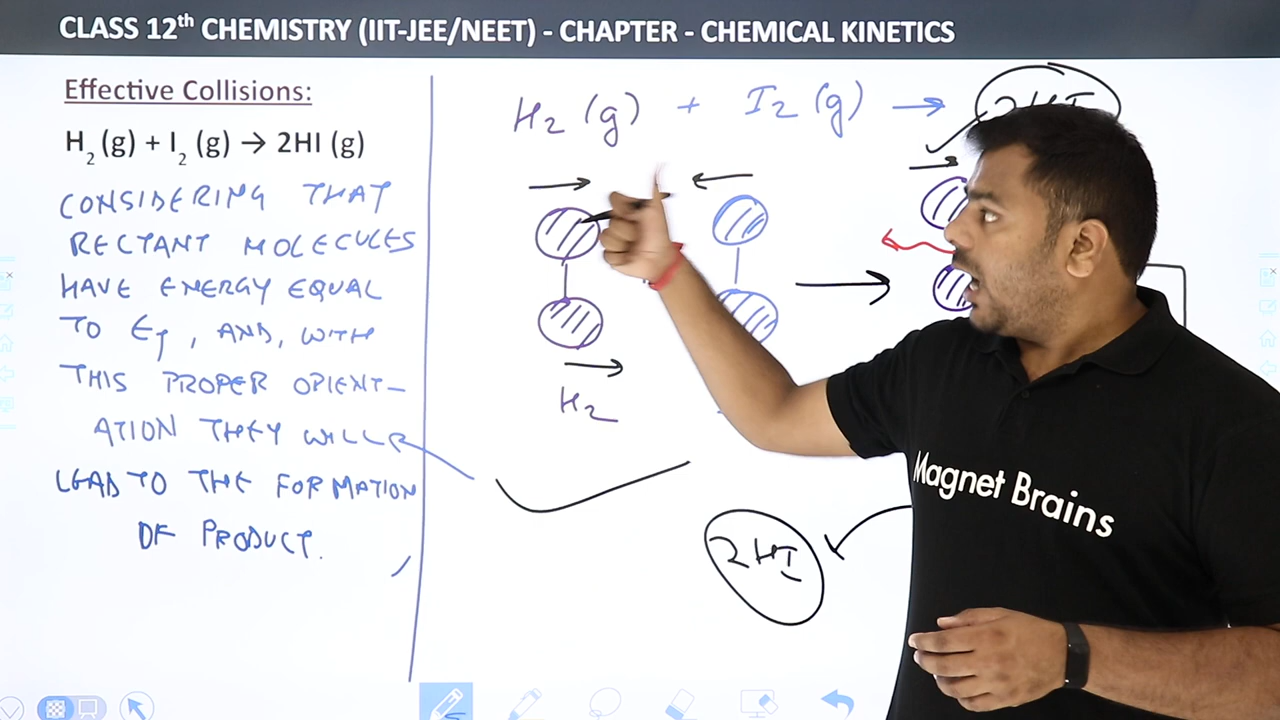 CLASS 12th CHEMISTRY (IIT-JEE/NEET) - CHAPTER - CHEMICAL KINETICS
Effective Collisions:
H2 (g) + I2 (g) → 2HI (g)
CONSIDERING THAT
RECTANT MOLECULES
HAVE ENERGY EQUAL
TO ET, AND, WITH
THIS PROPER ORIENT-
ATION THEY WILL
LEAD TO THE FORMATION
OF PRODUCT.
H2 (g) + I2 (g) → 2HI
H2
2HI
Magnet Brains